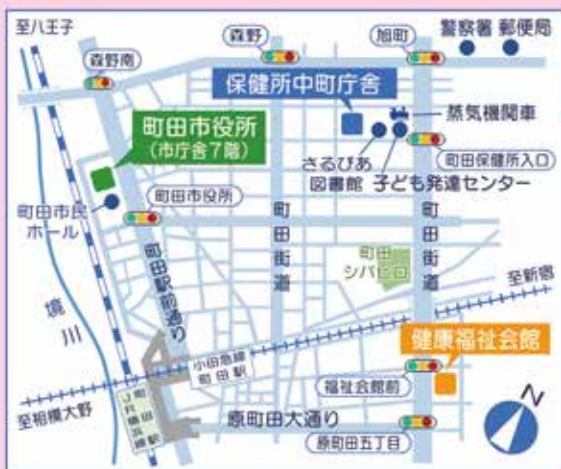 至八王子
森野南
森野
旭町
警察署 郵便局
保健所中町庁舎
蒸気機関車
町田市役所
(市庁舎7階)
さるびあ
図書館
子ども発達センター
町田保健所入口
町田市民
ホール
町田市役所
町田街道
町田街道
町田
シバヒロ
町田駅前通り
境川
至新宿
小田急線
町田駅
健康福祉会館
福祉会館前
至相模大野
JR横浜線
町田駅
原町田大通り
原町田五丁目
N